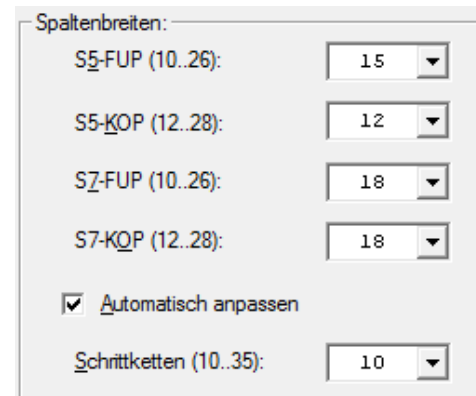 Spaltenbreiten:
S5-FUP (10..26): 15
S5-KOP (12..28): 12
S7-FUP (10..26): 18
S7-KOP (12..28): 18
Automatisch anpassen
Schrittketten (10..35): 10